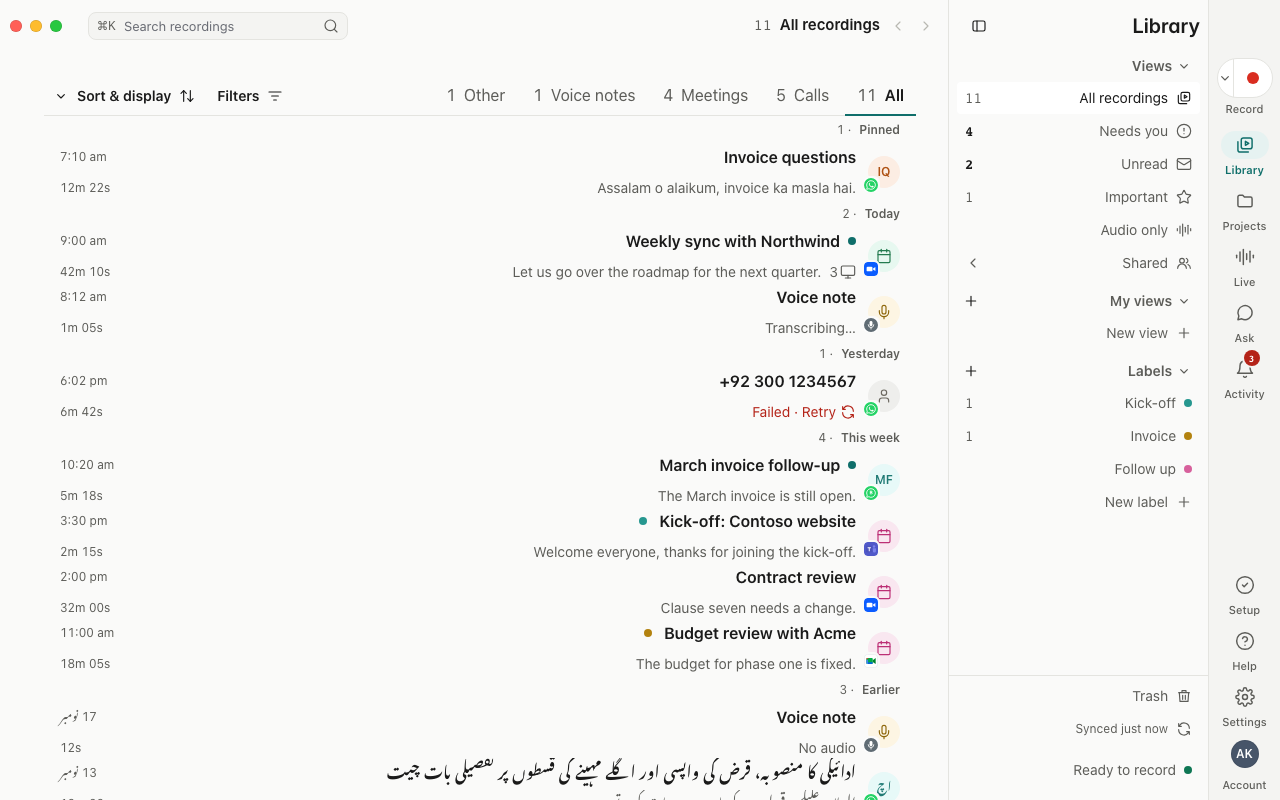 ⌘K Search recordings
11 All recordings
Library
Sort & display
Filters
1 Other
1 Voice notes
4 Meetings
5 Calls
11 All
1 · Pinned
7:10 am
Invoice questions
IQ
12m 22s
Assalam o alaikum, invoice ka masla hai.
2 · Today
9:00 am
Weekly sync with Northwind
42m 10s
Let us go over the roadmap for the next quarter. 3
8:12 am
Voice note
1m 05s
Transcribing...
1 · Yesterday
6:02 pm
+92 300 1234567
6m 42s
Failed · Retry
4 · This week
10:20 am
March invoice follow-up
MF
5m 18s
The March invoice is still open.
3:30 pm
Kick-off: Contoso website
2m 15s
Welcome everyone, thanks for joining the kick-off.
2:00 pm
Contract review
32m 00s
Clause seven needs a change.
11:00 am
Budget review with Acme
18m 05s
The budget for phase one is fixed.
3 · Earlier
17 نومبر
Voice note
12s
No audio
13 نومبر
ادائیگی کا منصوبہ، قرض کی واپسی اور اگلے مہینے کی قسطوں پر تفصیلی بات چیت
اچ
Views
11 All recordings
4 Needs you
2 Unread
1 Important
Audio only
Shared
My views
New view
Labels
1 Kick-off
1 Invoice
Follow up
New label
Trash
Synced just now
Ready to record
Record
Library
Projects
Live
Ask
3
Activity
Setup
Help
Settings
AK
Account